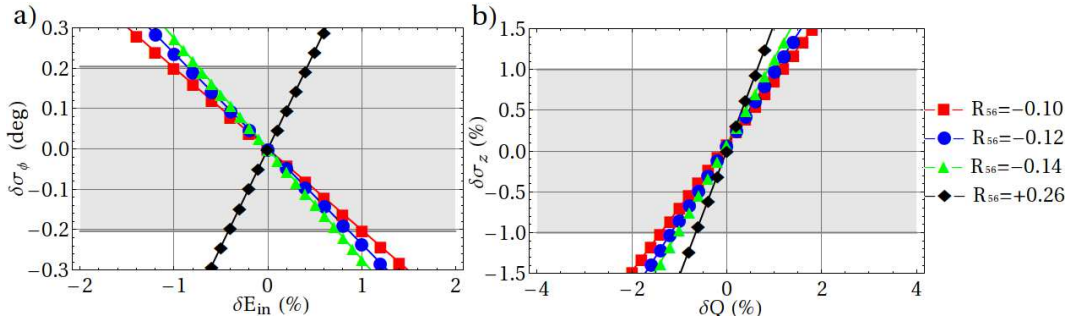 a)
0.3
0.2
0.1
0.0
−0.1
−0.2
−0.3
δσϕ (deg)
−2 −1 0 1 2
δE_in (%)
b)
1.5
1.0
0.5
0.0
−0.5
−1.0
−1.5
δσ_z (%)
−4 −2 0 2 4
δQ (%)
R₅₆=−0.10
R₅₆=−0.12
R₅₆=−0.14
R₅₆=+0.26